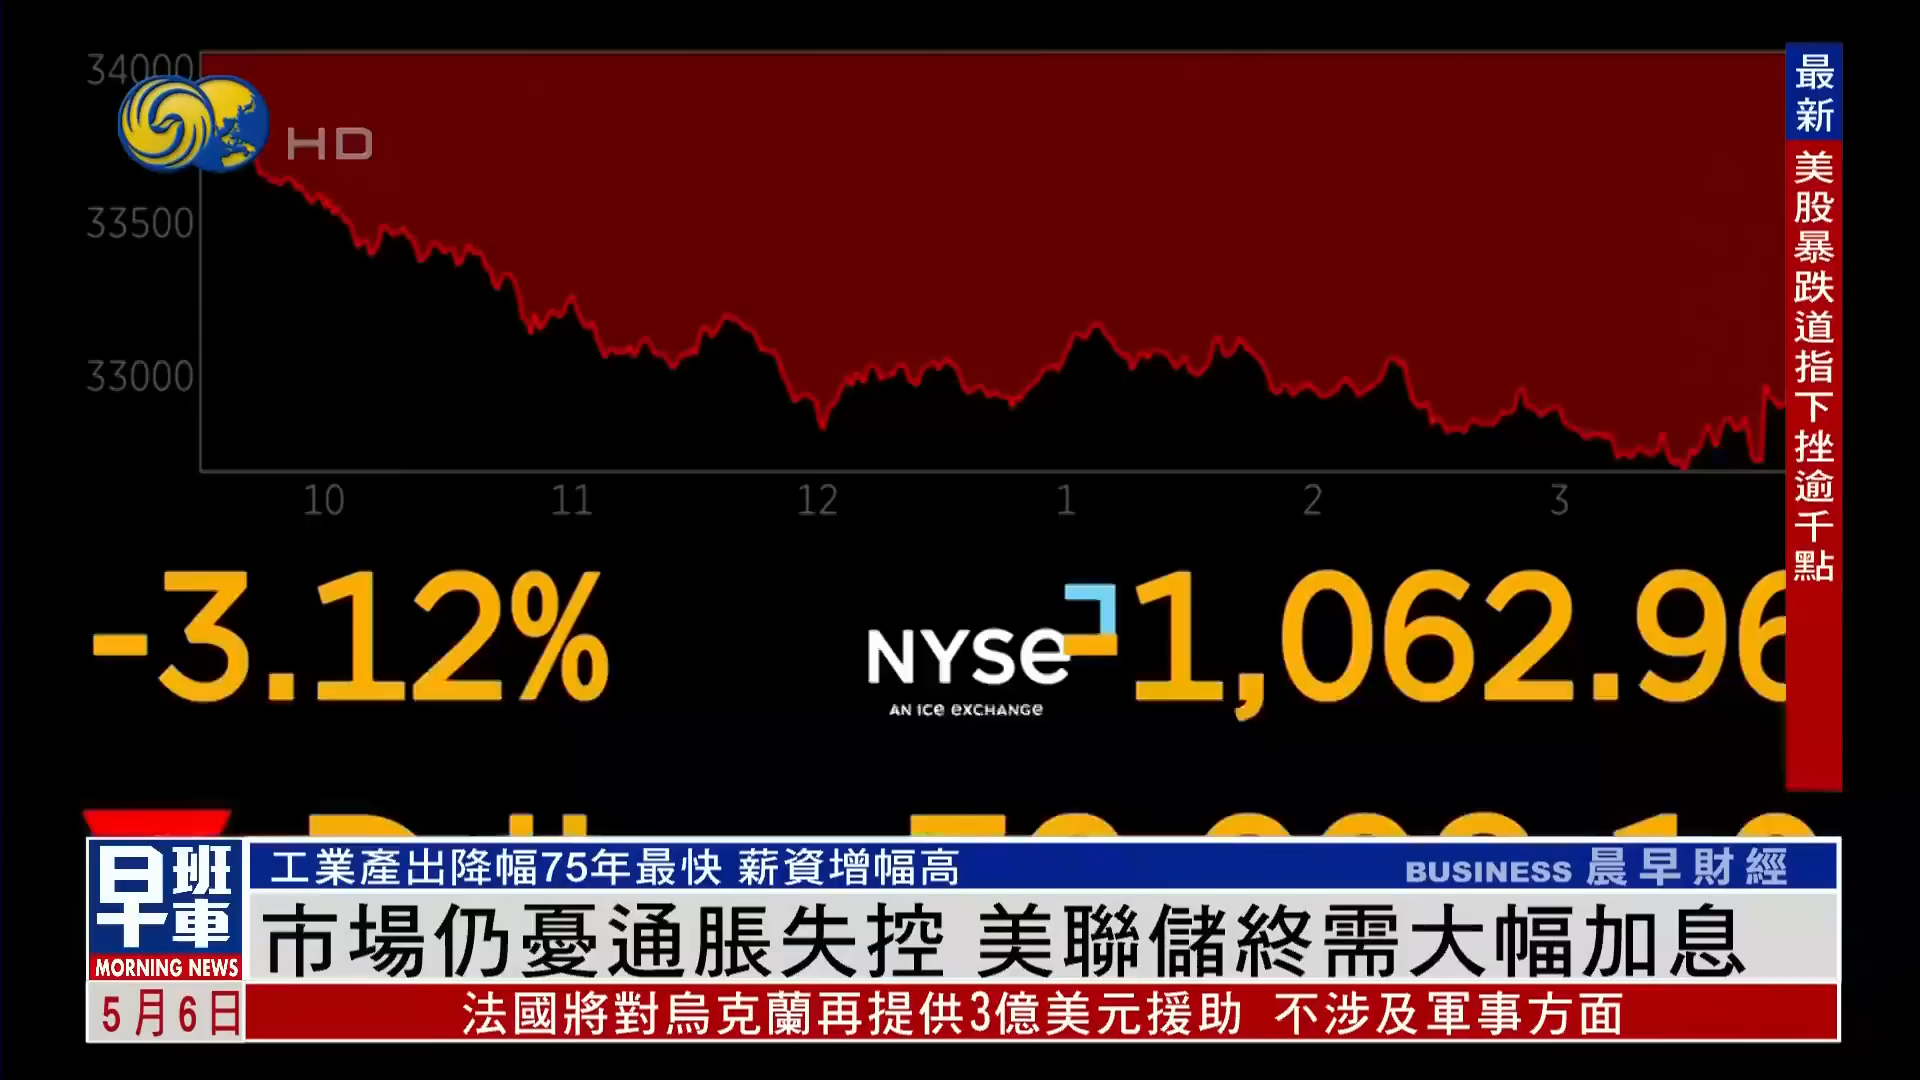 34000
HD
33500
33000
10 11 12 1 2 3
-3.12%
-1,062.96
NYSE
AN ICE EXCHANGE
最新
美股暴跌道指下挫逾千點
早班車
MORNING NEWS
5月6日
工業產出降幅75年最快 薪資增幅高
BUSINESS 晨早財經
市場仍憂通脹失控 美聯儲終需大幅加息
法國將對烏克蘭再提供3億美元援助 不涉及軍事方面